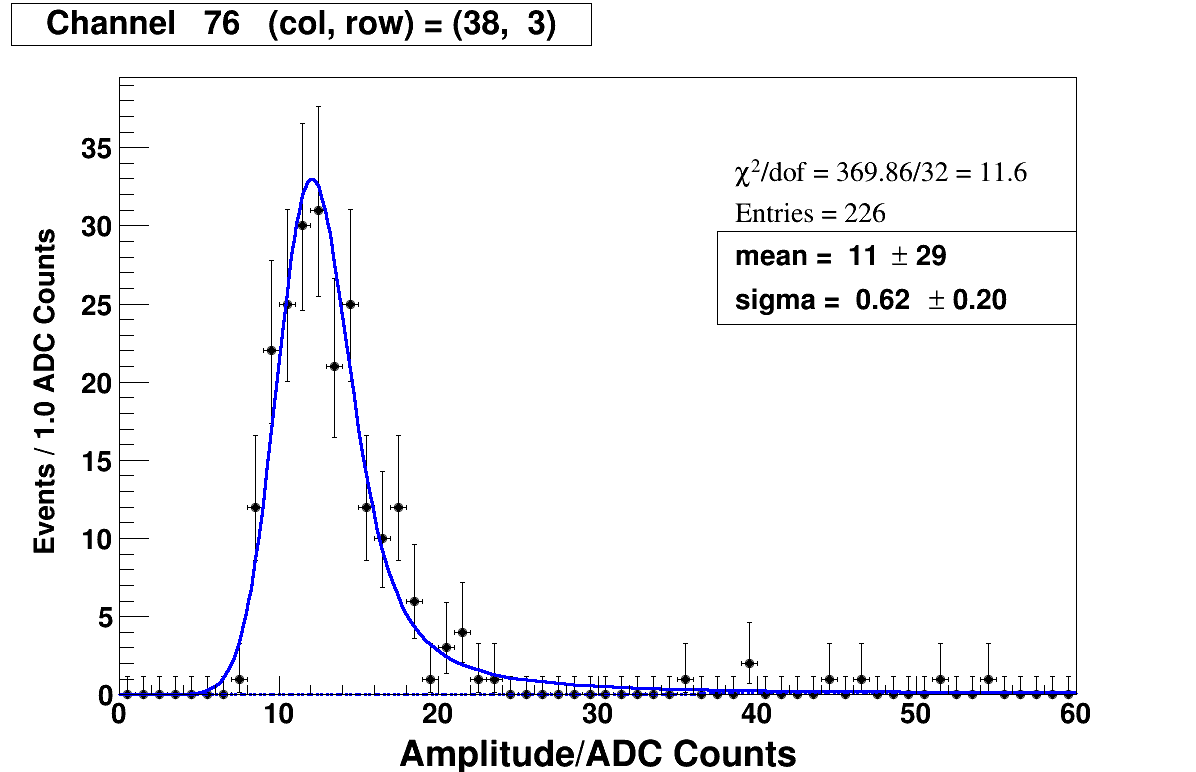 Channel 76 (col, row) = (38, 3)
χ²/dof = 369.86/32 = 11.6
Entries = 226
mean = 11 ± 29
sigma = 0.62 ± 0.20
Events / 1.0 ADC Counts
35
30
25
20
15
10
5
0
0 10 20 30 40 50 60
Amplitude/ADC Counts